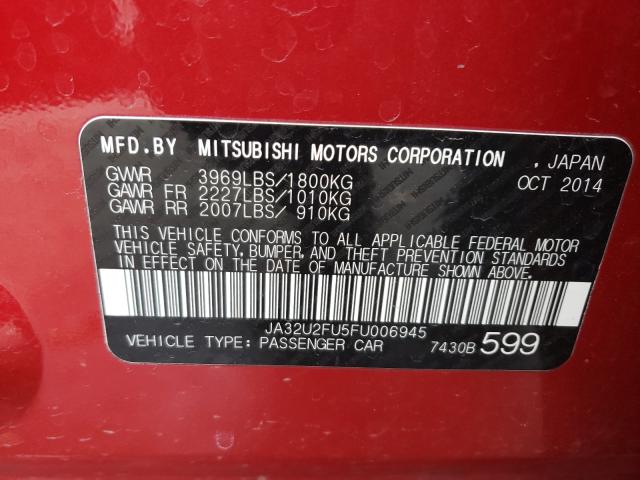 MFD.BY MITSUBISHI MOTORS CORPORATION , JAPAN
GVWR 3969LBS/1800KG OCT 2014
GAWR FR 2227LBS/1010KG
GAWR RR 2007LBS/ 910KG
THIS VEHICLE CONFORMS TO ALL APPLICABLE FEDERAL MOTOR
VEHICLE SAFETY, BUMPER, AND THEFT PREVENTION STANDARDS
IN EFFECT ON THE DATE OF MANUFACTURE SHOWN ABOVE.
JA32U2FU5FU006945
VEHICLE TYPE: PASSENGER CAR 7430B 599